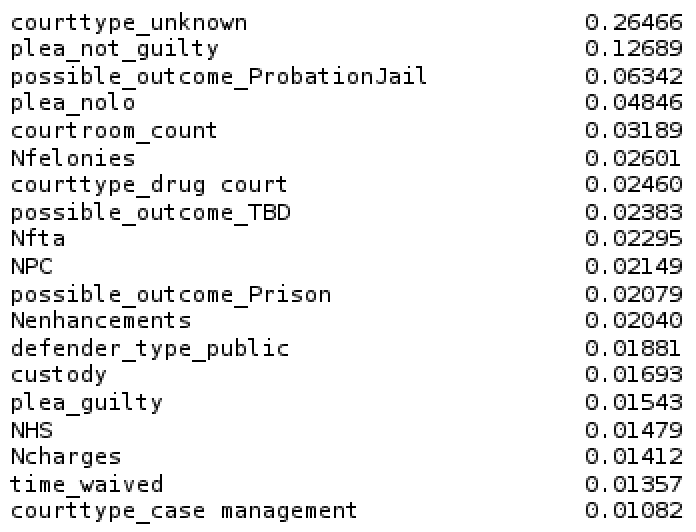 courttype_unknown 0.26466
plea_not_guilty 0.12689
possible_outcome_ProbationJail 0.06342
plea_nolo 0.04846
courtroom_count 0.03189
Nfelonies 0.02601
courttype_drug court 0.02460
possible_outcome_TBD 0.02383
Nfta 0.02295
NPC 0.02149
possible_outcome_Prison 0.02079
Nenhancements 0.02040
defender_type_public 0.01881
custody 0.01693
plea_guilty 0.01543
NHS 0.01479
Ncharges 0.01412
time_waived 0.01357
courttype_case management 0.01082